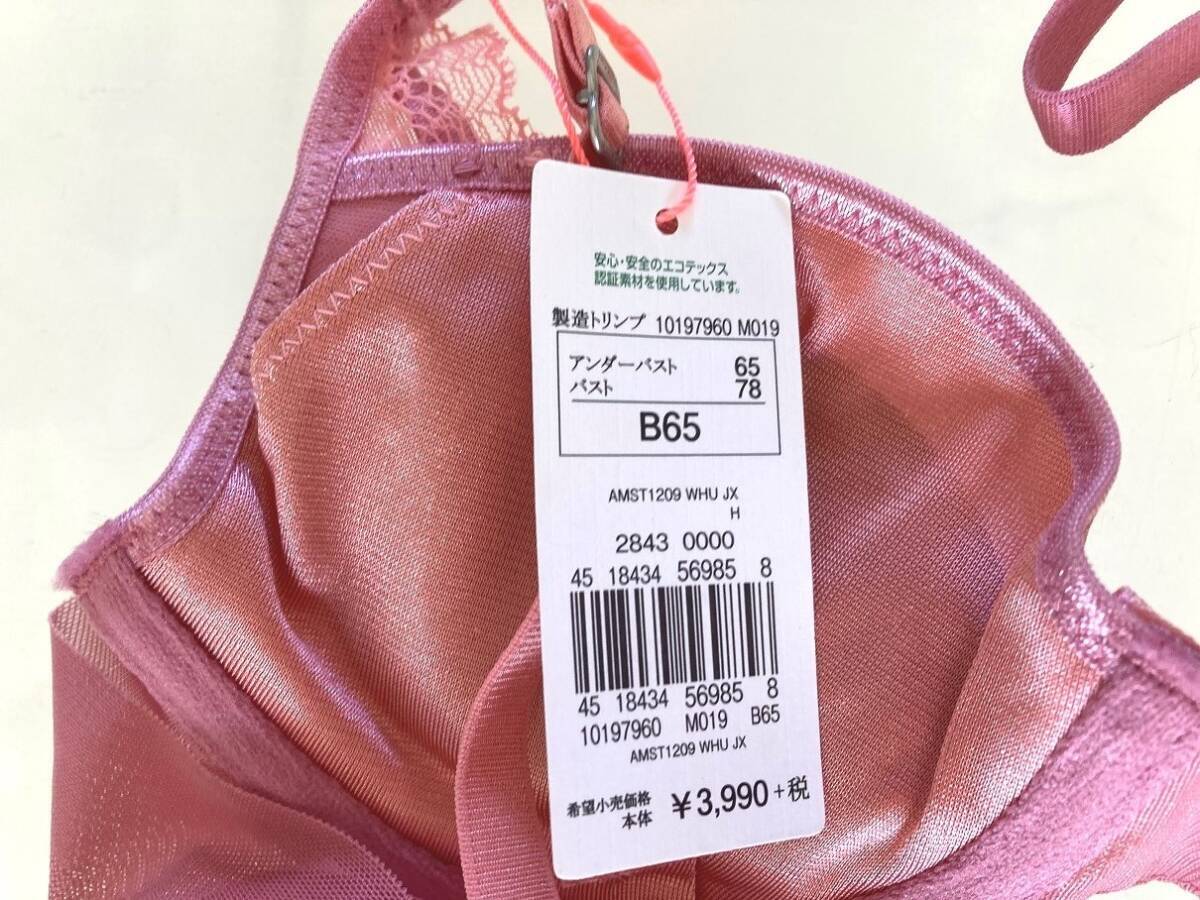 安心・安全のエコテックス
認証素材を使用しています。
製造トリンプ 10197960 M019
アンダーバスト 65
バスト 78
B65
AMST1209 WHU JX
H
2843 0000
45 18434 56985 8
45 18434 56985 8
10197960 M019 B65
AMST1209 WHU JX
希望小売価格
本体 ¥3,990+税